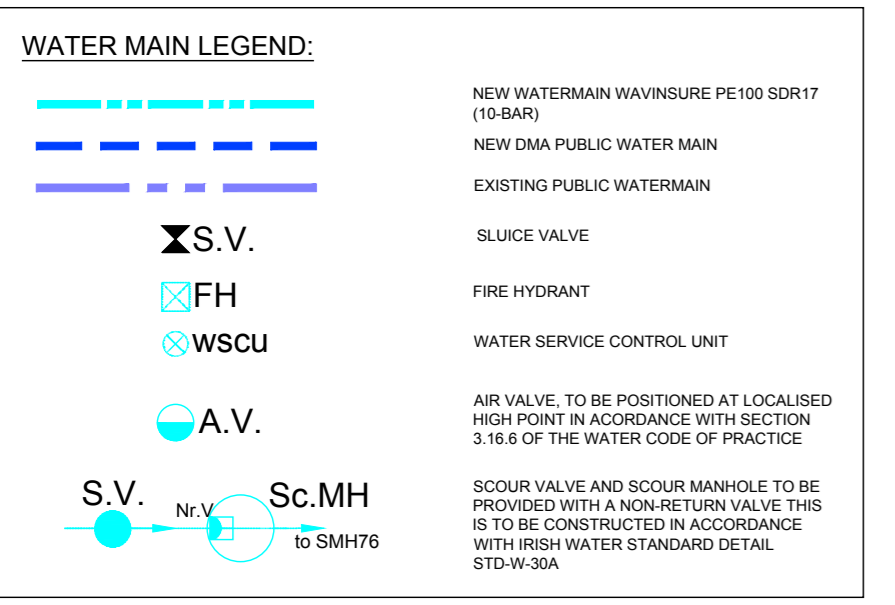 WATER MAIN LEGEND:
NEW WATERMAIN WAVINSURE PE100 SDR17
(10-BAR)
NEW DMA PUBLIC WATER MAIN
EXISTING PUBLIC WATERMAIN
S.V.
SLUICE VALVE
FH
FIRE HYDRANT
wscu
WATER SERVICE CONTROL UNIT
A.V.
AIR VALVE, TO BE POSITIONED AT LOCALISED
HIGH POINT IN ACORDANCE WITH SECTION
3.16.6 OF THE WATER CODE OF PRACTICE
S.V.
Nr.V
Sc.MH
to SMH76
SCOUR VALVE AND SCOUR MANHOLE TO BE
PROVIDED WITH A NON-RETURN VALVE THIS
IS TO BE CONSTRUCTED IN ACCORDANCE
WITH IRISH WATER STANDARD DETAIL
STD-W-30A